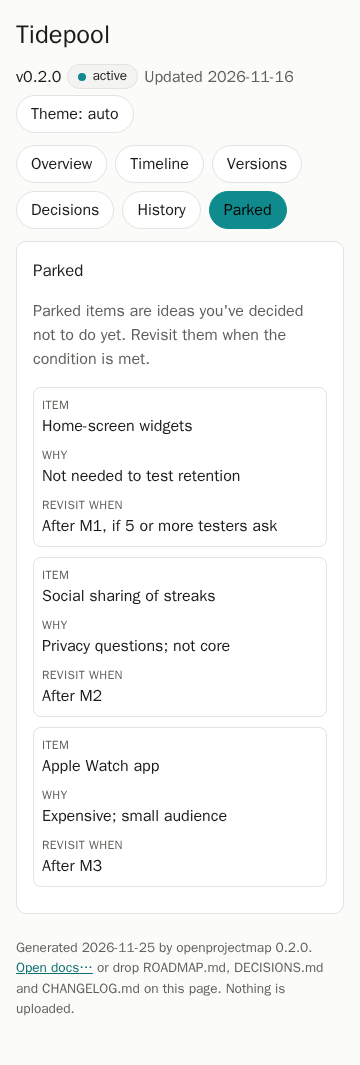 Tidepool
v0.2.0 active Updated 2026-11-16
Theme: auto
Overview Timeline Versions
Decisions History Parked
Parked
Parked items are ideas you've decided
not to do yet. Revisit them when the
condition is met.
ITEM
Home-screen widgets
WHY
Not needed to test retention
REVISIT WHEN
After M1, if 5 or more testers ask
ITEM
Social sharing of streaks
WHY
Privacy questions; not core
REVISIT WHEN
After M2
ITEM
Apple Watch app
WHY
Expensive; small audience
REVISIT WHEN
After M3
Generated 2026-11-25 by openprojectmap 0.2.0.
Open docs… or drop ROADMAP.md, DECISIONS.md
and CHANGELOG.md on this page. Nothing is
uploaded.